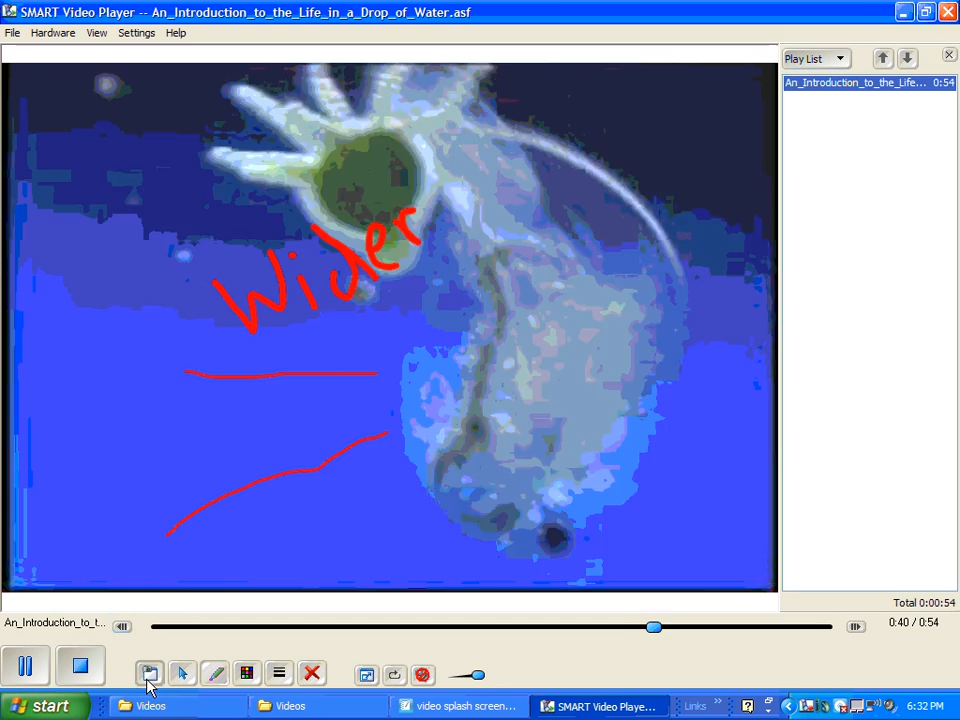 SMART Video Player -- An_Introduction_to_the_Life_in_a_Drop_of_Water.asf
File Hardware View Settings Help
Play List
An_Introduction_to_the_Life... 0:54
Wider
Total 0:00:54
An_Introduction_to_t... 0:40 / 0:54
start Videos Videos video splash screen... SMART Video Playe... Links 6:32 PM